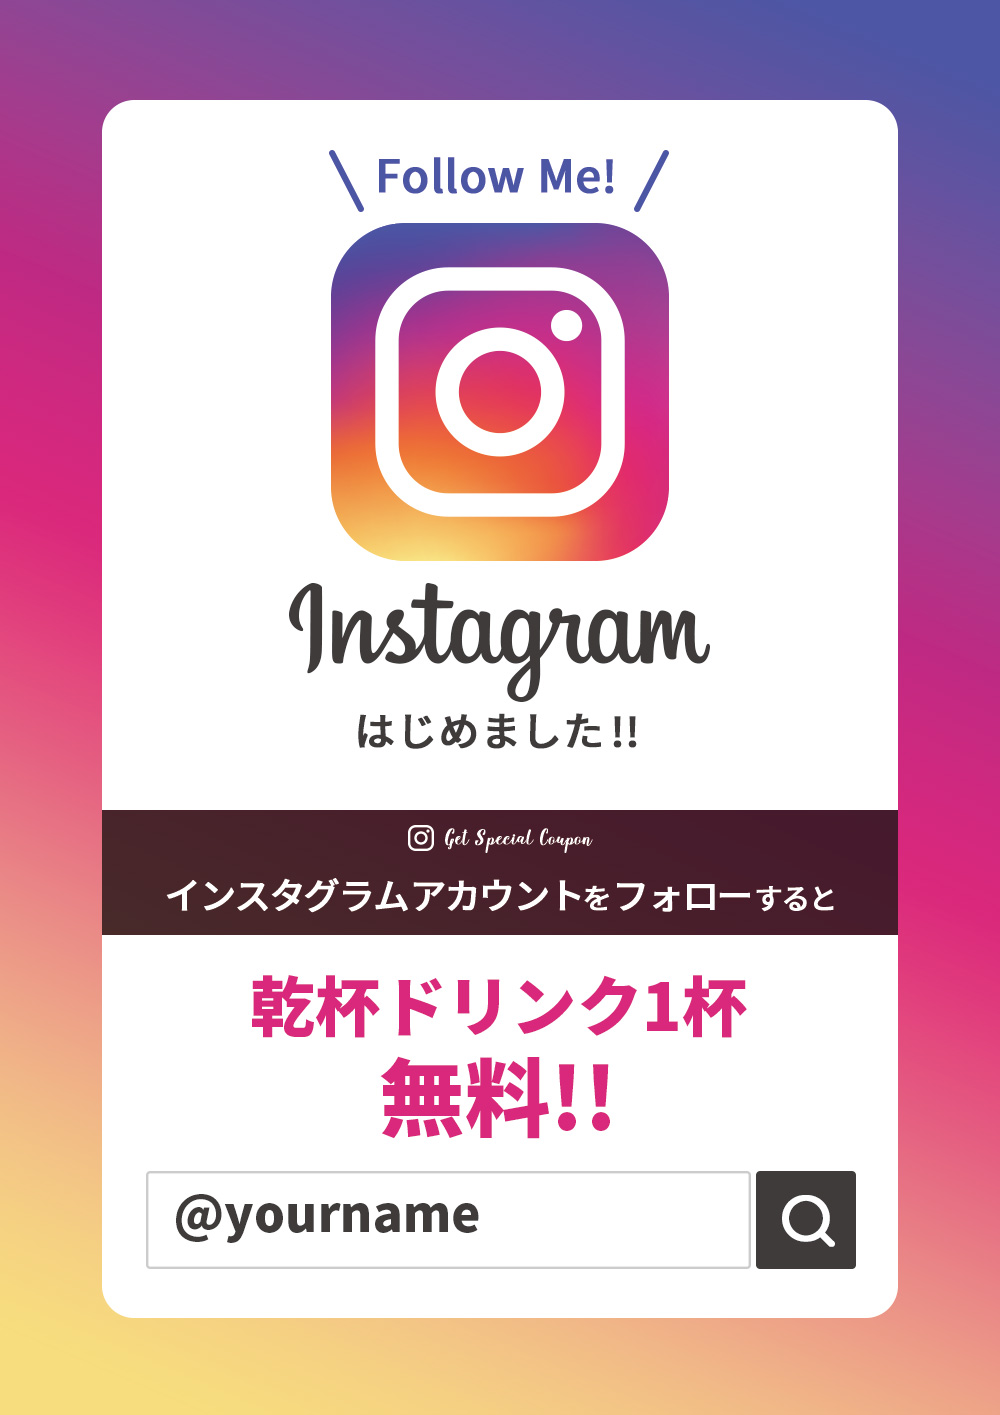 Follow Me!
Instagram
はじめました!!
Get Special Coupon
インスタグラムアカウントをフォローすると
乾杯ドリンク1杯
無料!!
@yourname